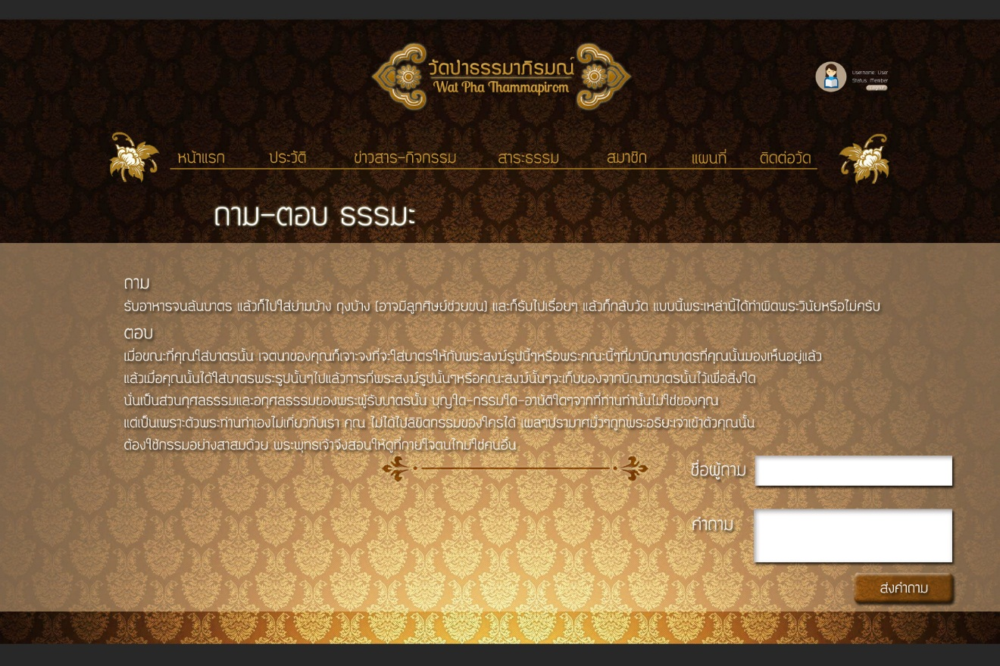 วัดป่าธรรมาภิรมณ์
Wat Pha Thammapirom
Username User
Status Member
Logout
หน้าแรก ประวัติ ข่าวสาร-กิจกรรม สาระธรรม สมาชิก แผนที่ ติดต่อวัด
ถาม-ตอบ ธรรมะ
ถาม
รับอาหารจนล้นบาตร แล้วก็ไปใส่ย่ามบ้าง ถุงบ้าง (อาจมีลูกศิษย์ช่วยขน) และก็รับไปเรื่อยๆ แล้วก็กลับวัด แบบนี้พระเหล่านี้ได้ทำผิดพระวินัยหรือไม่ครับ
ตอบ
เมื่อขณะที่คุณใส่บาตรนั้น เจตนาของคุณก็เจาะจงที่จะใส่บาตรให้กับพระสงฆ์รูปนี้ๆหรือพระคณะนี้ๆที่มาบิณฑบาตรที่คุณนั้นมองเห็นอยู่แล้ว
แล้วเมื่อคุณนั้นได้ใส่บาตรพระรูปนั้นๆไปแล้วการที่พระสงฆ์รูปนั้นๆหรือคณะสงฆ์นั้นๆจะเก็บของจากบิณฑบาตรนั้นไว้เพื่อสิ่งใด
นั่นเป็นส่วนกุศลธรรมและอกุศลธรรมของพระผู้รับบาตรนั้น บุญใด-กรรมใด-อาบัติใดๆจากที่ท่านทำนั้นไม่ใช่ของคุณ
แต่เป็นเพราะตัวพระท่านทำเองไม่เกี่ยวกับเรา คุณ ไม่ได้ไปลิขิตกรรมของใครได้ เผลๆปรามาศมั่วๆถูกพระอริยะเจ้าเข้าตัวคุณนั้น
ต้องใช้กรรมอย่างสาสมด้วย พระพุทธเจ้าจึงสอนให้ดูที่กายใจตนไทม่ใช่คนอื่น
ชื่อผู้ถาม
คำถาม
ส่งคำถาม